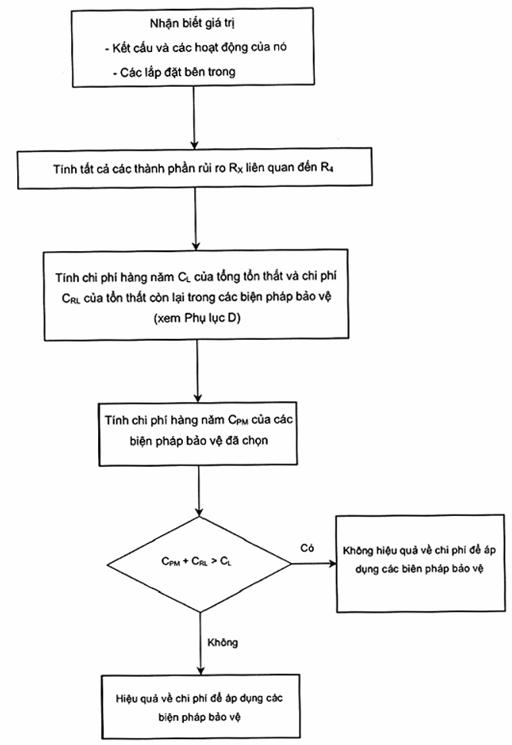 Nhận biết giá trị
- Kết cấu và các hoạt động của nó
- Các lắp đặt bên trong
Tính tất cả các thành phần rủi ro Rx liên quan đến R4
Tính chi phí hàng năm CL của tổng tổn thất và chi phí
CRL của tổn thất còn lại trong các biện pháp bảo vệ
(xem Phụ lục D)
Tính chi phí hàng năm CPM của các
biện pháp bảo vệ đã chọn
CPM + CRL > CL
Có
Không hiệu quả về chi phí để áp
dụng các biên pháp bảo vệ
Không
Hiệu quả về chi phí để áp dụng các
biện pháp bảo vệ